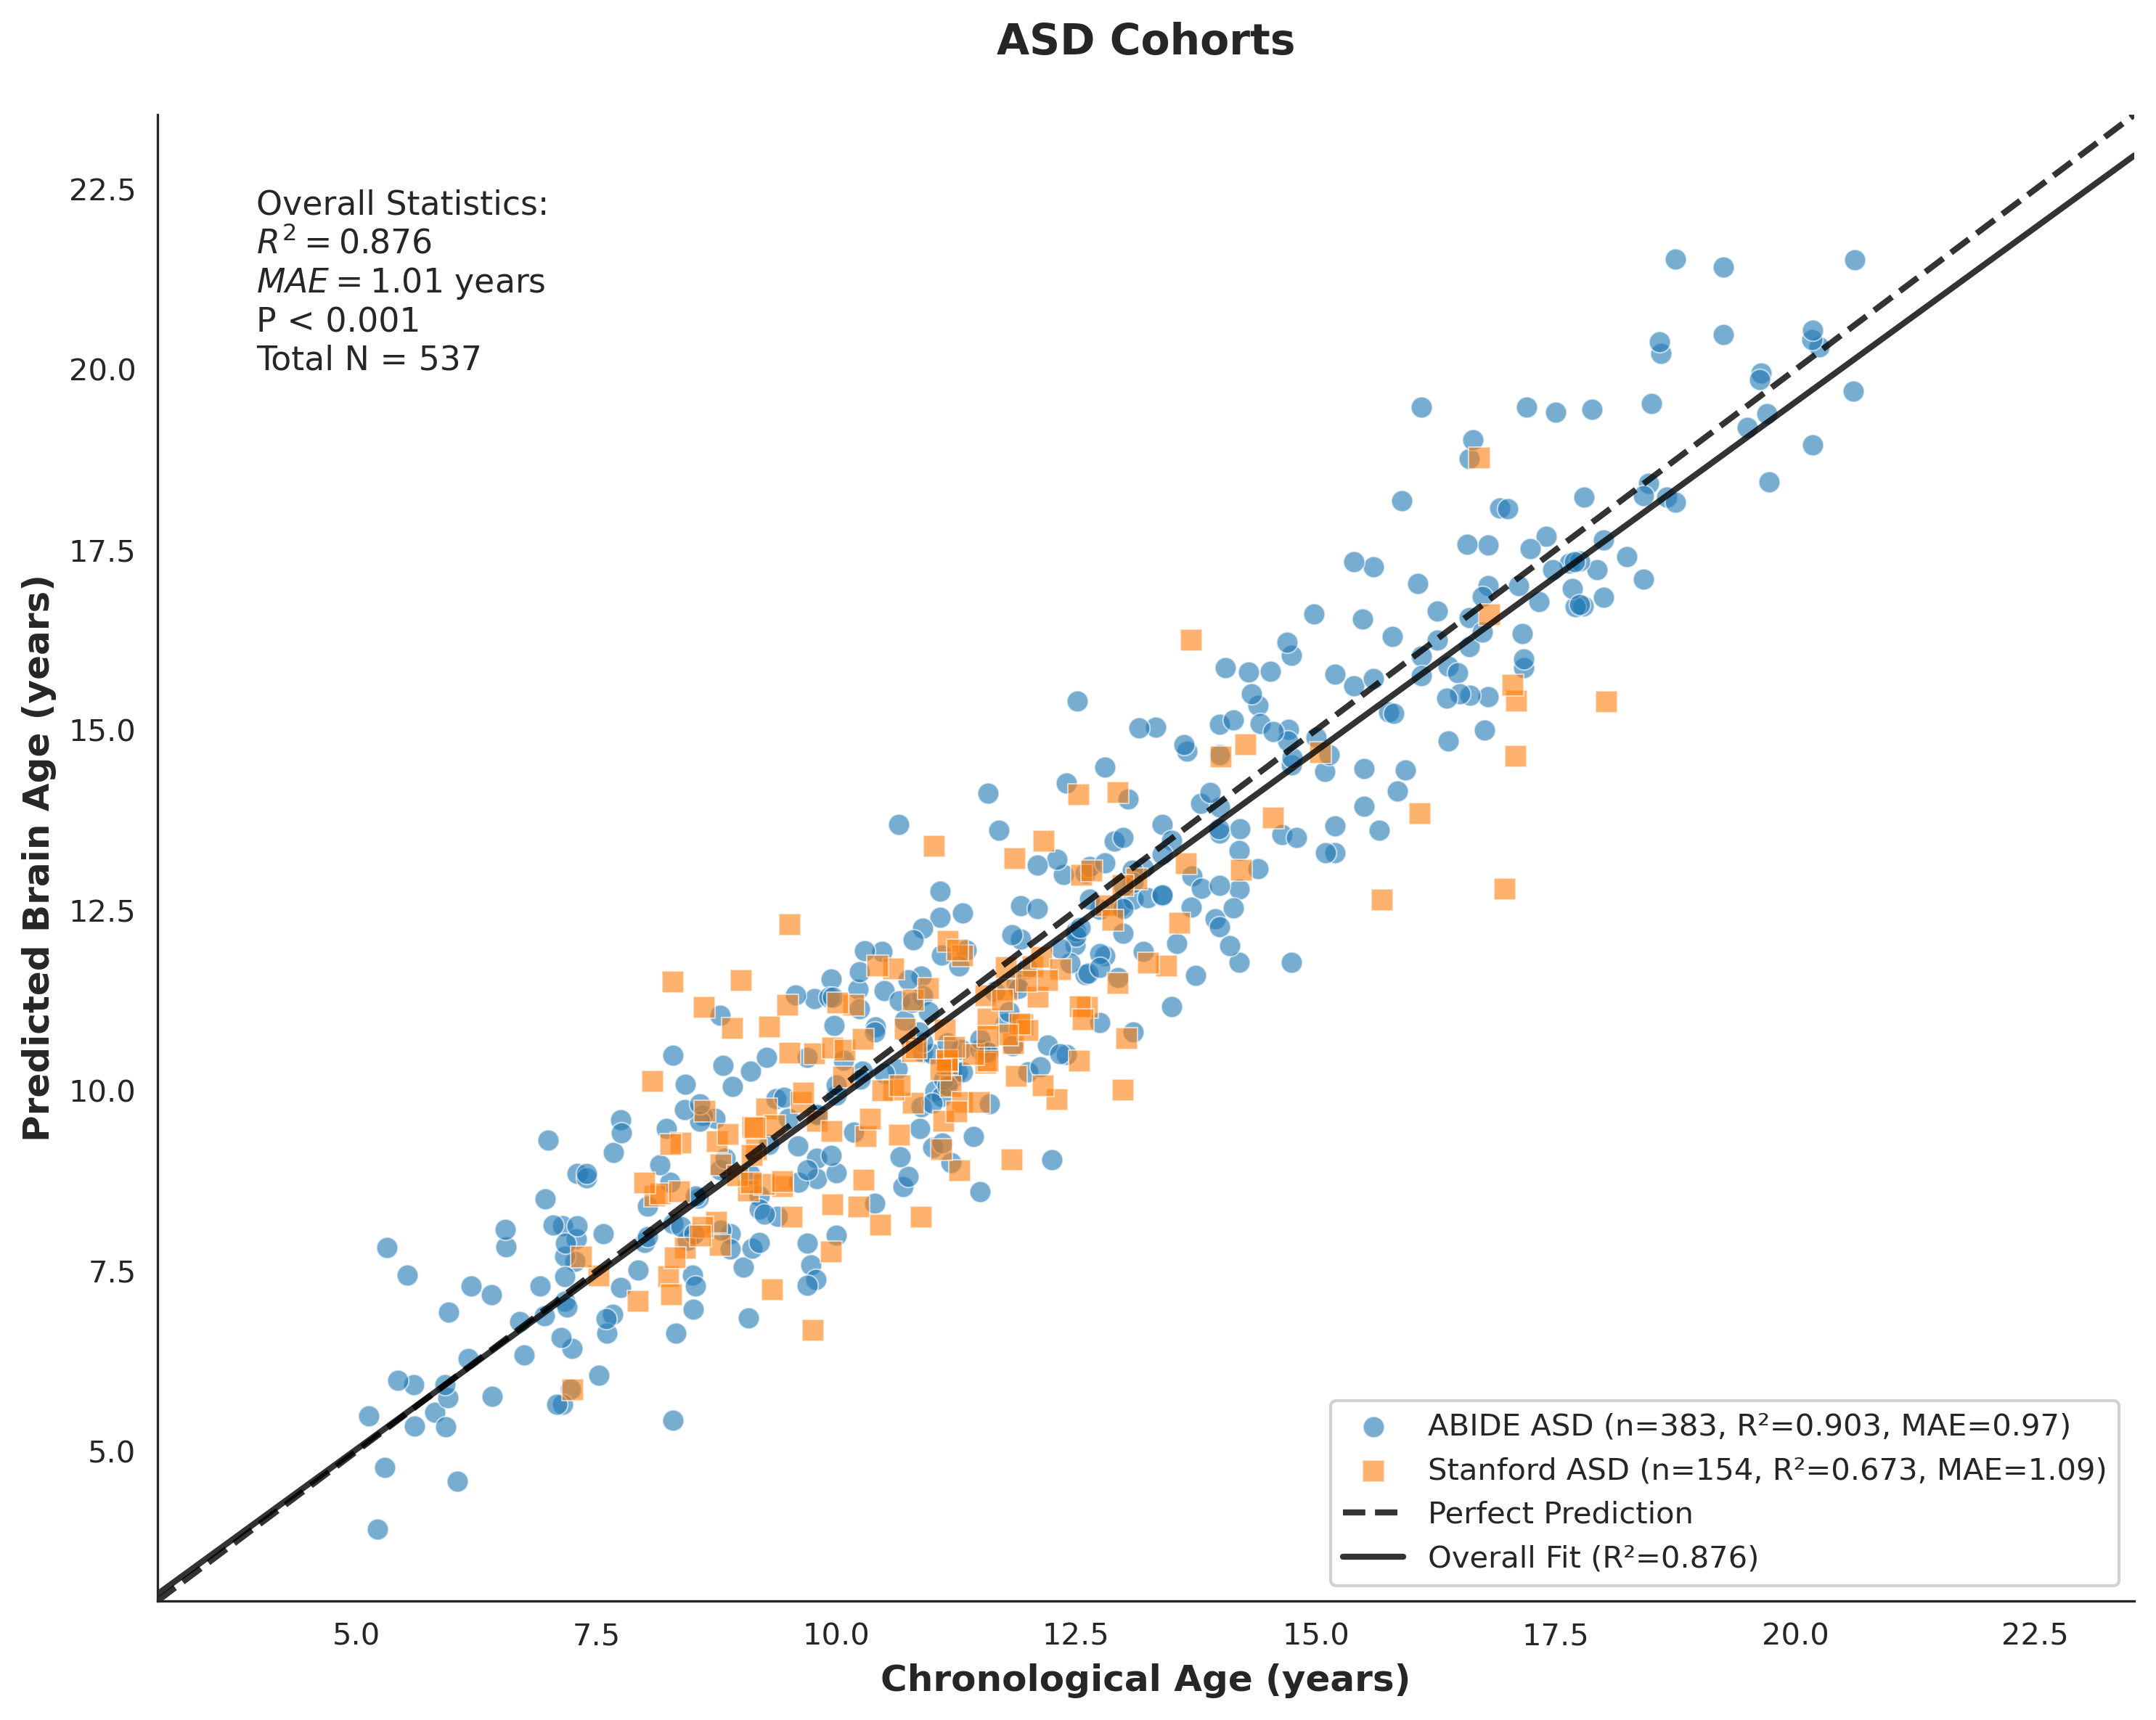 ASD Cohorts
Overall Statistics:
R² = 0.876
MAE = 1.01 years
P < 0.001
Total N = 537
Predicted Brain Age (years)
22.5
20.0
17.5
15.0
12.5
10.0
7.5
5.0
ABIDE ASD (n=383, R²=0.903, MAE=0.97)
Stanford ASD (n=154, R²=0.673, MAE=1.09)
Perfect Prediction
Overall Fit (R²=0.876)
5.0 7.5 10.0 12.5 15.0 17.5 20.0 22.5
Chronological Age (years)